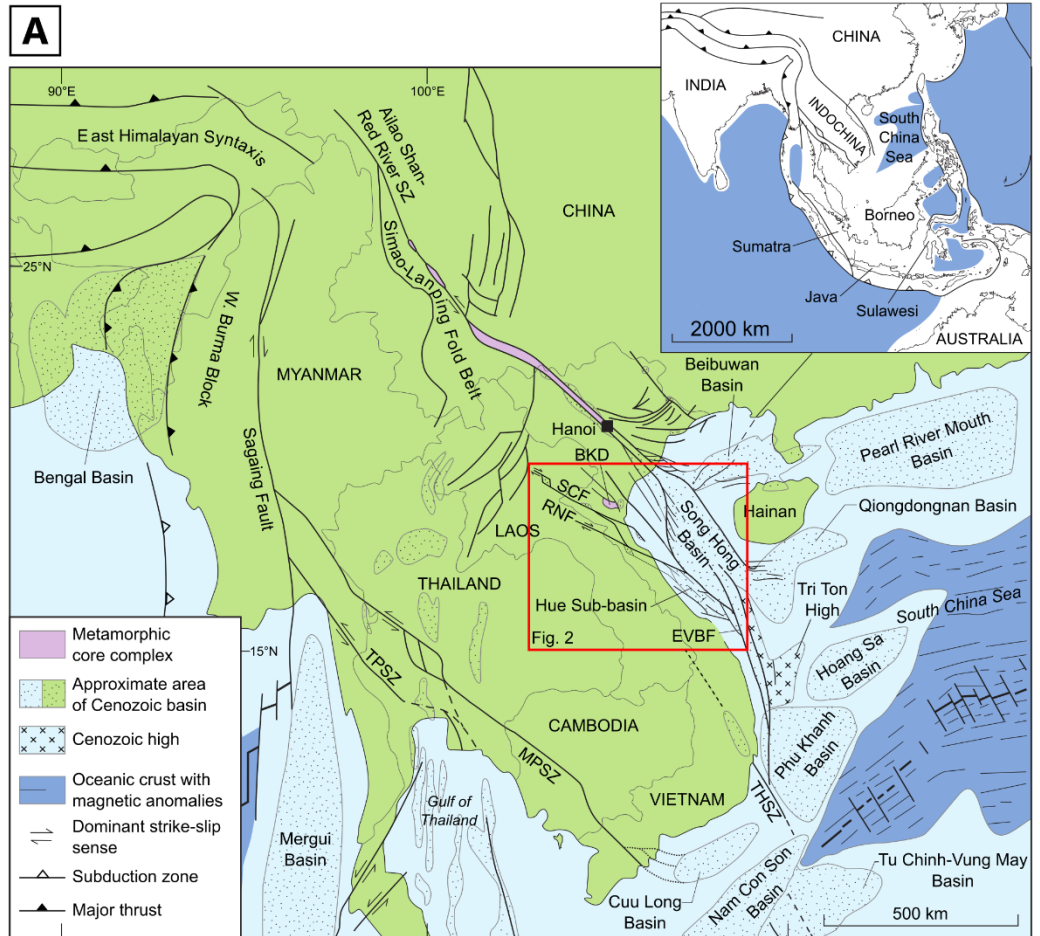 A
90°E
100°E
East Himalayan Syntaxis
Ailao Shan-
Red River SZ
CHINA
25°N
Simao-Lanping Fold Belt
W. Burma Block
MYANMAR
Sagaing Fault
Bengal Basin
Beibuwan
Basin
Hanoi
BKD
Pearl River Mouth
Basin
SCF
RNF
LAOS
Song Hong
Basin
Hainan
Qiongdongnan Basin
THAILAND
Hue Sub-basin
Tri Ton
High
South China Sea
EVBF
Fig. 2
15°N
Hoang Sa
Basin
TPSZ
CAMBODIA
MPSZ
Phu Khanh
Basin
VIETNAM
THSZ
Gulf of
Thailand
Mergui
Basin
Cuu Long
Basin
Nam Con Son
Basin
Tu Chinh-Vung May
Basin
500 km
Metamorphic
core complex
Approximate area
of Cenozoic basin
Cenozoic high
Oceanic crust with
magnetic anomalies
Dominant strike-slip
sense
Subduction zone
Major thrust
CHINA
INDIA
INDOCHINA
South
China
Sea
Borneo
Sumatra
Java
Sulawesi
2000 km
AUSTRALIA